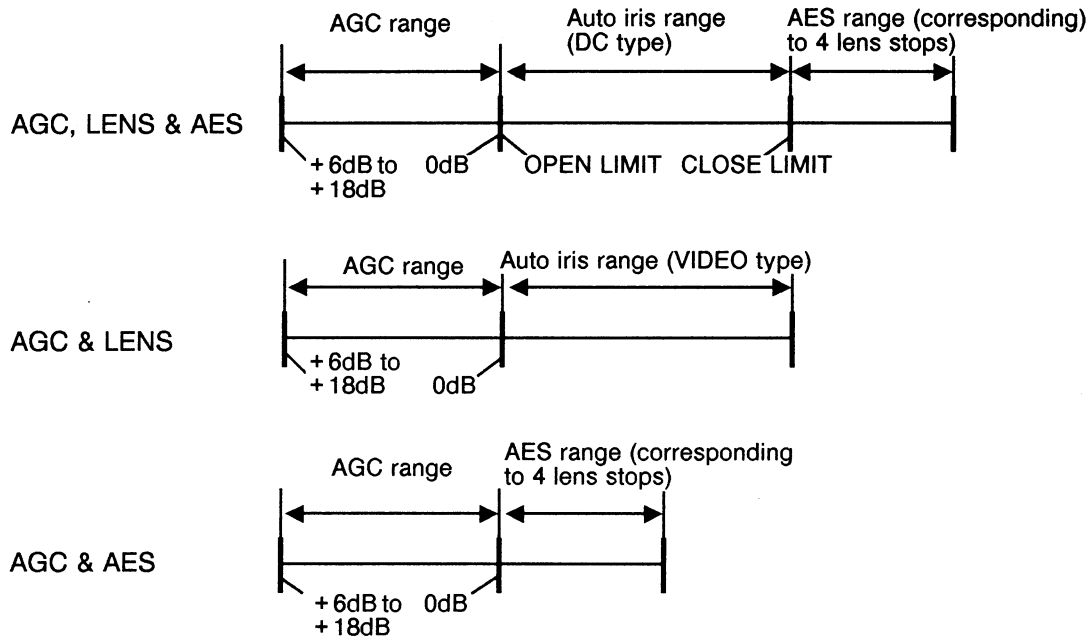 AGC range
Auto iris range
(DC type)
AES range (corresponding)
to 4 lens stops)
AGC, LENS & AES
+6dB to
+18dB
0dB
OPEN LIMIT
CLOSE LIMIT
AGC range
Auto iris range (VIDEO type)
AGC & LENS
+6dB to
+18dB
0dB
AGC range
AES range (corresponding
to 4 lens stops)
AGC & AES
+6dB to
+18dB
0dB